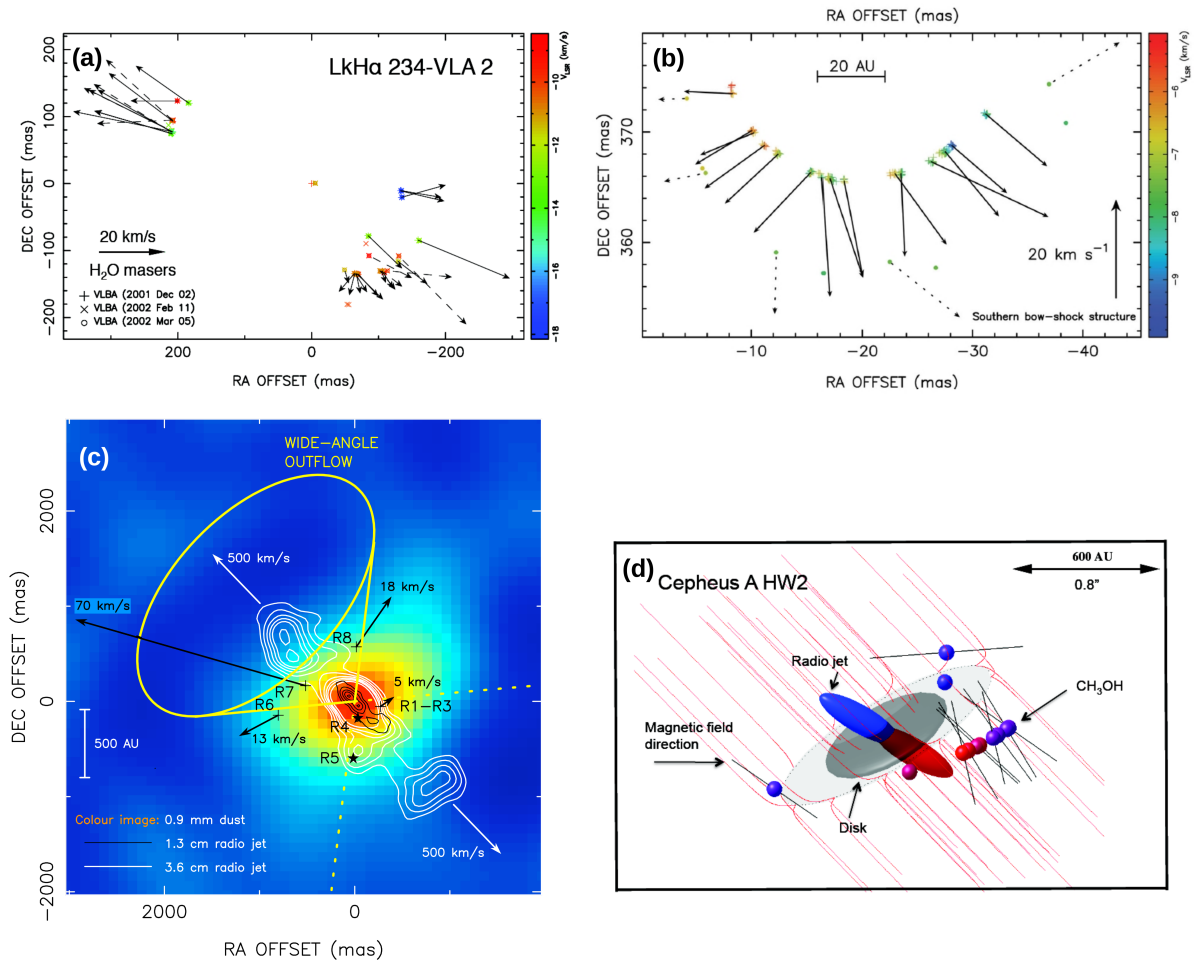 (a)
LkHα 234-VLA 2
200
100
0
−100
−200
DEC OFFSET (mas)
20 km/s
H2O masers
VLBA (2001 Dec 02)
VLBA (2002 Feb 11)
VLBA (2002 Mar 05)
200
0
−200
RA OFFSET (mas)
VLSR (km/s)
−10
−12
−14
−16
−18
RA OFFSET (mas)
(b)
20 AU
370
360
DEC OFFSET (mas)
20 km s−1
Southern bow−shock structure
−10
−20
−30
−40
RA OFFSET (mas)
VLSR (km/s)
−6
−7
−8
−9
(c)
WIDE−ANGLE
OUTFLOW
2000
0
−2000
DEC OFFSET (mas)
500 km/s
18 km/s
70 km/s
R8
R7
5 km/s
R6
R1−R3
R4
13 km/s
R5
500 AU
Colour image: 0.9 mm dust
1.3 cm radio jet
3.6 cm radio jet
500 km/s
2000
0
RA OFFSET (mas)
(d)
Cepheus A HW2
600 AU
0.8"
Radio jet
CH3OH
Magnetic field
direction
Disk